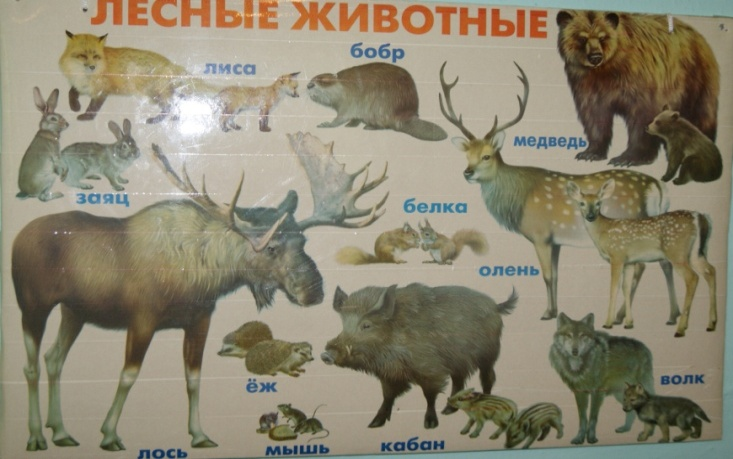 ЛЕСНЫЕ ЖИВОТНЫЕ
лиса
бобр
медведь
заяц
белка
олень
ёж
волк
лось
мышь
кабан